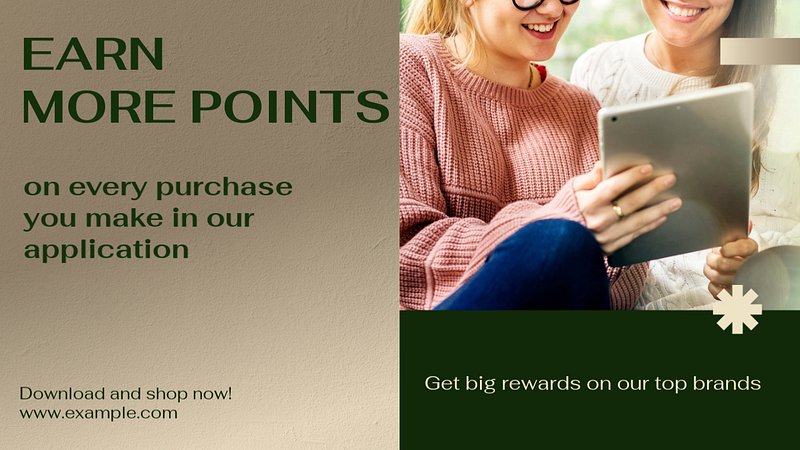 EARN
MORE POINTS
on every purchase
you make in our
application
Download and shop now!
www.example.com
Get big rewards on our top brands